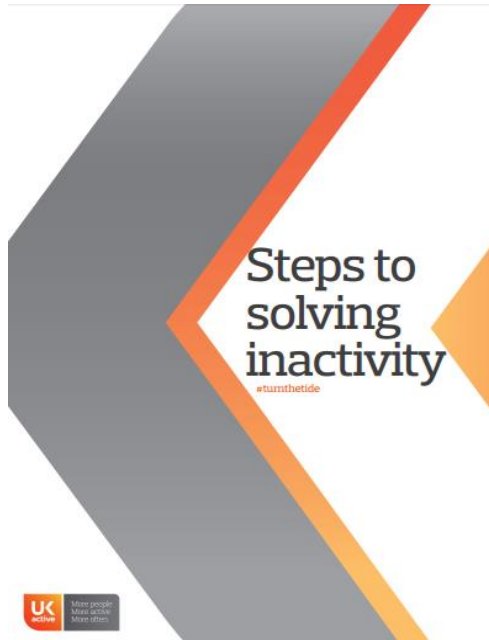 Steps to
solving
inactivity
#turnthetide
UK
active
More people
More active
More often